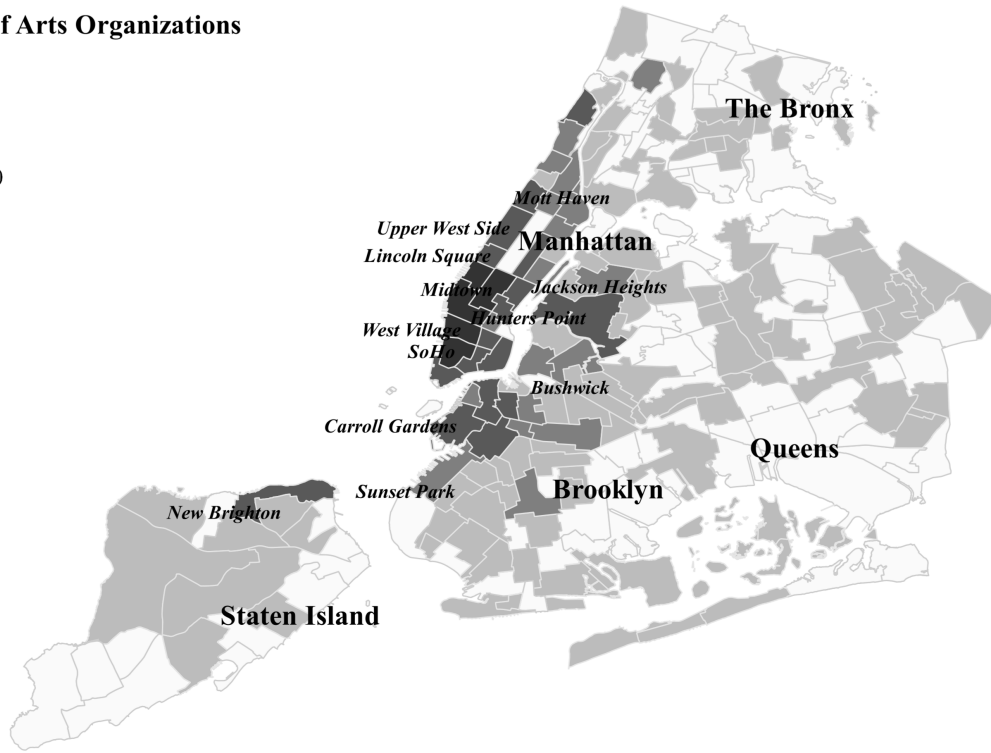 f Arts Organizations
The Bronx
)
Mott Haven
Upper West Side
Manhattan
Lincoln Square
Jackson Heights
Midtown
Hunters Point
West Village
SoHo
Bushwick
Carroll Gardens
Queens
Sunset Park
Brooklyn
New Brighton
Staten Island